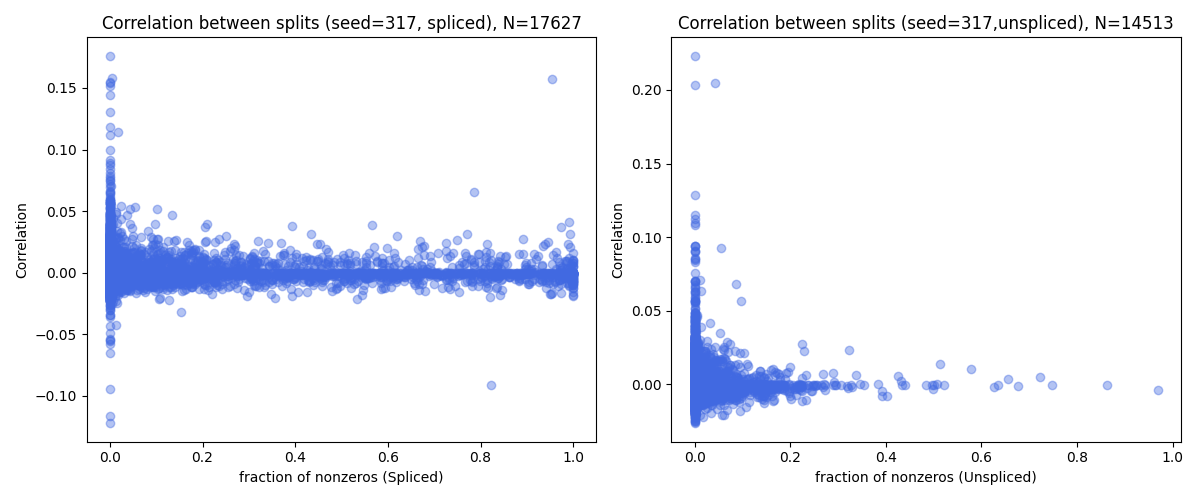 Correlation between splits (seed=317, spliced), N=17627
Correlation
0.15
0.10
0.05
0.00
−0.05
−0.10
0.0 0.2 0.4 0.6 0.8 1.0
fraction of nonzeros (Spliced)
Correlation between splits (seed=317,unspliced), N=14513
Correlation
0.20
0.15
0.10
0.05
0.00
0.0 0.2 0.4 0.6 0.8 1.0
fraction of nonzeros (Unspliced)